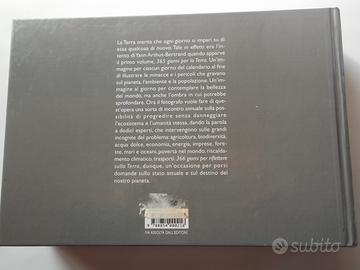 La Terra merita che ogni giorno si impari su di
essa qualcosa di nuovo. Tale in effetti era l'in-
tento di Yann Arthus-Bertrand quando apparve
il primo volume, 365 giorni per la Terra. Un'im-
magine per ciascun giorno del calendario al fine
di illustrare le minacce e i pericoli che gravano
sul pianeta, l'ambiente e la popolazione. Un'im-
magine al giorno per contemplare la bellezza
del mondo, ma anche l'ombra in cui potrebbe
sprofondare. Ora il fotografo vuole fare di que-
st'opera una sorta di incontro annuale sulla pos-
sibilità di progredire senza danneggiare
l'ecosistema e l'umanità stessa, dando la parola
a dodici esperti, che intervengono sulle grandi
incognite del problema: agricoltura, biodiversità,
acqua dolce, economia, energia, imprese, fore-
ste, mari e oceani, povertà nel mondo, riscalda-
mento climatico, trasporti. 366 giorni per riflettere
sulla Terra, dunque, un'occasione per porsi
domande sullo stato attuale e sul destino del
nostro pianeta.
IVA ASSOLTA DALL'EDITORE
subito